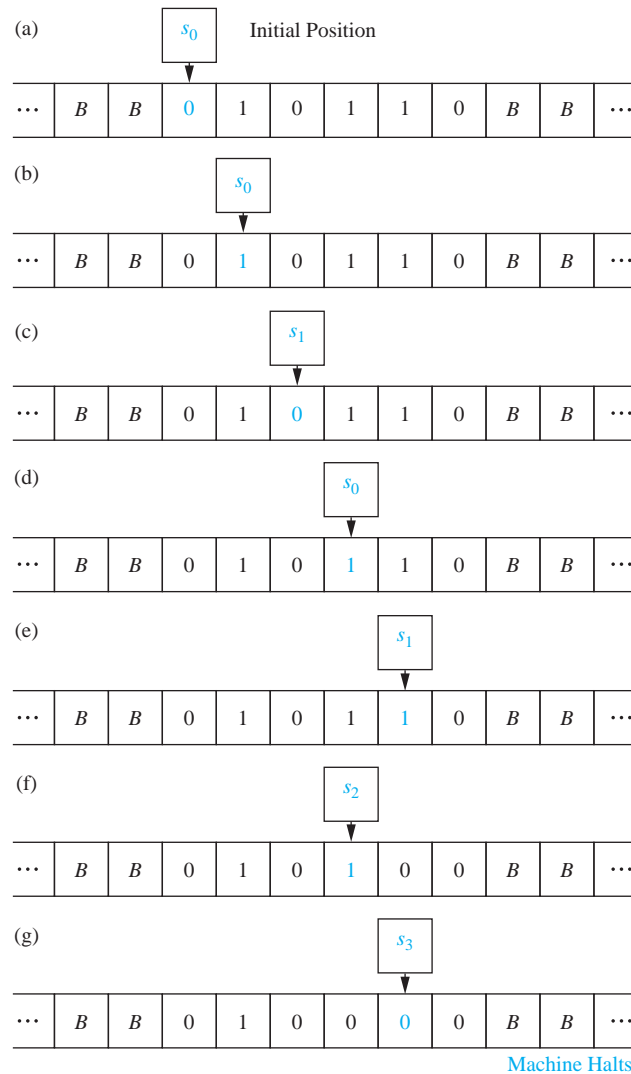 (a) s₀ Initial Position
··· B B 0 1 0 1 1 0 B B ···
(b) s₀
··· B B 0 1 0 1 1 0 B B ···
(c) s₁
··· B B 0 1 0 1 1 0 B B ···
(d) s₀
··· B B 0 1 0 1 1 0 B B ···
(e) s₁
··· B B 0 1 0 1 1 0 B B ···
(f) s₂
··· B B 0 1 0 1 0 0 B B ···
(g) s₃
··· B B 0 1 0 0 0 0 B B ···
Machine Halts